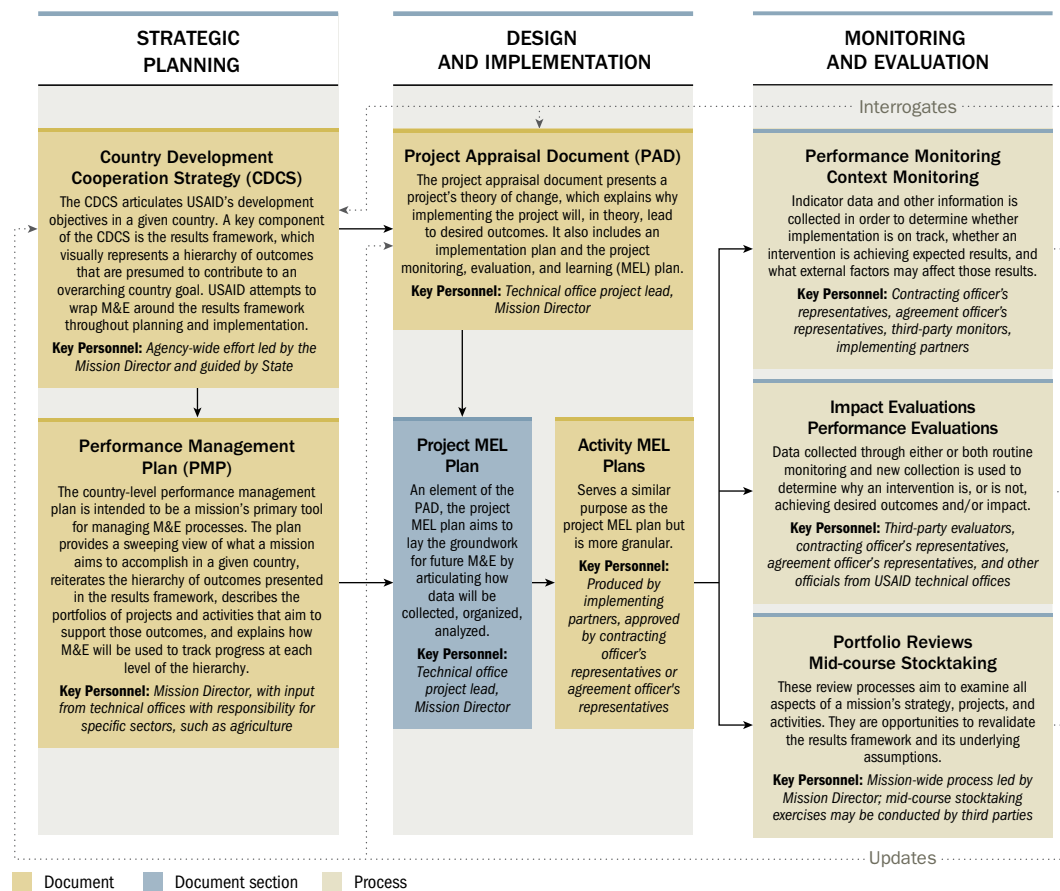 STRATEGIC
PLANNING
DESIGN
AND IMPLEMENTATION
MONITORING
AND EVALUATION
Interrogates
Country Development
Cooperation Strategy (CDCS)
The CDCS articulates USAID's development
objectives in a given country. A key component
of the CDCS is the results framework, which
visually represents a hierarchy of outcomes
that are presumed to contribute to an
overarching country goal. USAID attempts to
wrap M&E around the results framework
throughout planning and implementation.
Key Personnel: Agency-wide effort led by the
Mission Director and guided by State
Performance Management
Plan (PMP)
The country-level performance management
plan is intended to be a mission's primary tool
for managing M&E processes. The plan
provides a sweeping view of what a mission
aims to accomplish in a given country,
reiterates the hierarchy of outcomes presented
in the results framework, describes the
portfolios of projects and activities that aim to
support those outcomes, and explains how
M&E will be used to track progress at each
level of the hierarchy.
Key Personnel: Mission Director, with input
from technical offices with responsibility for
specific sectors, such as agriculture
Project Appraisal Document (PAD)
The project appraisal document presents a
project's theory of change, which explains why
implementing the project will, in theory, lead
to desired outcomes. It also includes an
implementation plan and the project
monitoring, evaluation, and learning (MEL) plan.
Key Personnel: Technical office project lead,
Mission Director
Project MEL
Plan
An element of the
PAD, the project
MEL plan aims to
lay the groundwork
for future M&E by
articulating how
data will be
collected, organized,
analyzed.
Key Personnel:
Technical office
project lead,
Mission Director
Activity MEL
Plans
Serves a similar
purpose as the
project MEL plan but
is more granular.
Key Personnel:
Produced by
implementing
partners, approved
by contracting
officer's
representatives or
agreement officer's
representatives
Performance Monitoring
Context Monitoring
Indicator data and other information is
collected in order to determine whether
implementation is on track, whether an
intervention is achieving expected results, and
what external factors may affect those results.
Key Personnel: Contracting officer's
representatives, agreement officer's
representatives, third-party monitors,
implementing partners
Impact Evaluations
Performance Evaluations
Data collected through either or both routine
monitoring and new collection is used to
determine why an intervention is, or is not,
achieving desired outcomes and/or impact.
Key Personnel: Third-party evaluators,
contracting officer's representatives,
agreement officer's representatives, and other
officials from USAID technical offices
Portfolio Reviews
Mid-course Stocktaking
These review processes aim to examine all
aspects of a mission's strategy, projects, and
activities. They are opportunities to revalidate
the results framework and its underlying
assumptions.
Key Personnel: Mission-wide process led by
Mission Director; mid-course stocktaking
exercises may be conducted by third parties
Updates
Document
Document section
Process